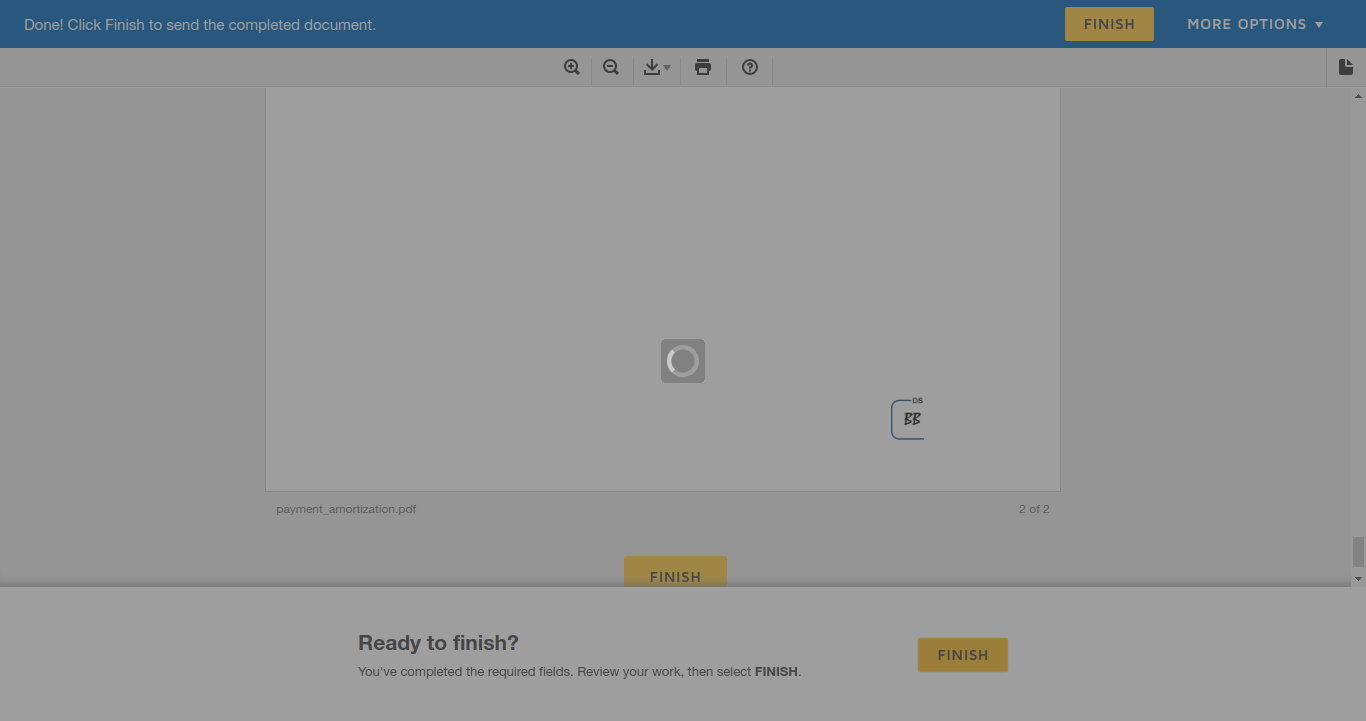 Done! Click Finish to send the completed document.
FINISH
MORE OPTIONS
DS
BB
payment_amortization.pdf
2 of 2
FINISH
Ready to finish?
You've completed the required fields. Review your work, then select FINISH.
FINISH